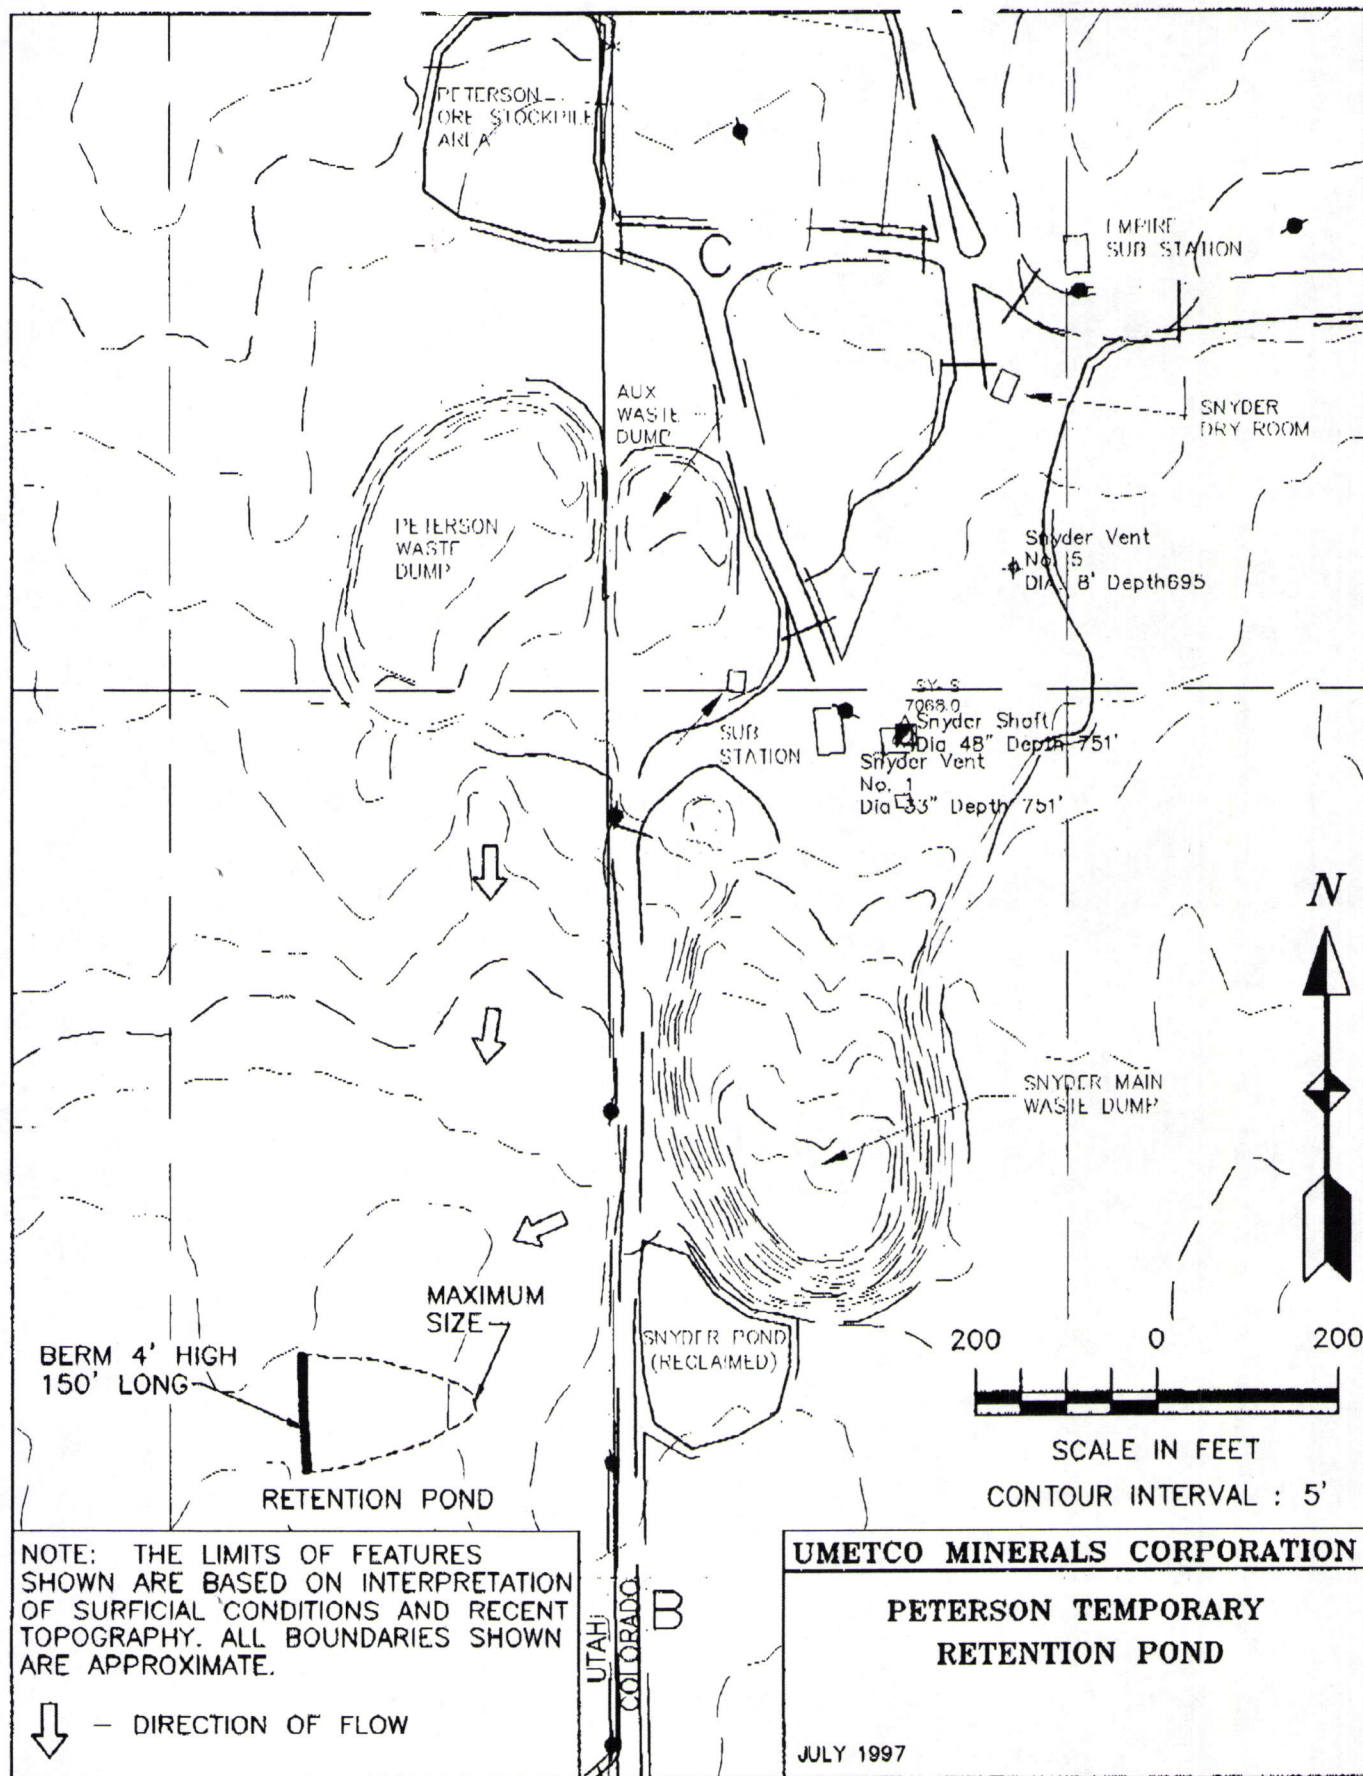 PETERSON
ORE STOCKPILE
AREA
C
EMPIRE
SUB STATION
AUX
WASTE
DUMP
SNYDER
DRY ROOM
PETERSON
WASTE
DUMP
Snyder Vent
No. 5
DIA. 8' Depth695
SY-S
7068.0
Snyder Shaft
Dia 48" Depth 751'
SUB
STATION
Snyder Vent
No. 1
Dia 33" Depth 751'
N
SNYDER MAIN
WASTE DUMP
MAXIMUM
SIZE
BERM 4' HIGH
150' LONG
SNYDER POND
(RECLAIMED)
RETENTION POND
200 0 200
SCALE IN FEET
CONTOUR INTERVAL : 5'
NOTE: THE LIMITS OF FEATURES
SHOWN ARE BASED ON INTERPRETATION
OF SURFICIAL CONDITIONS AND RECENT
TOPOGRAPHY. ALL BOUNDARIES SHOWN
ARE APPROXIMATE.
– DIRECTION OF FLOW
UTAH
COLORADO
B
UMETCO MINERALS CORPORATION
PETERSON TEMPORARY
RETENTION POND
JULY 1997